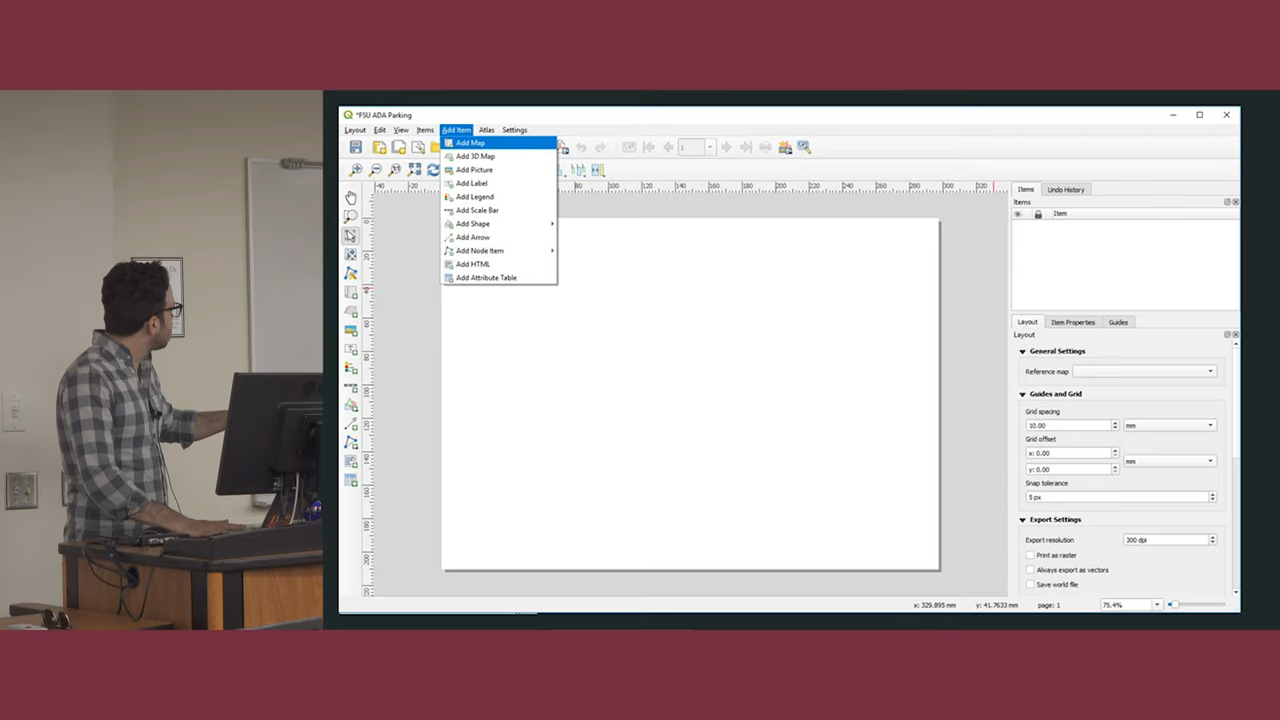 *FSU ADA Parking
Layout Edit View Items Add Item Atlas Settings
Add Map
Add 3D Map
Add Picture
Add Label
Add Legend
Add Scale Bar
Add Shape
Add Arrow
Add Node Item
Add HTML
Add Attribute Table
1
Items Undo History
Items
Item
Layout Item Properties Guides
Layout
General Settings
Reference map
Guides and Grid
Grid spacing
10.00 mm
Grid offset
x: 0.00
mm
y: 0.00
Snap tolerance
5 px
Export Settings
Export resolution 300 dpi
Print as raster
Always export as vectors
Save world file
x: 329.895 mm y: 41.7633 mm page: 1 75.4%